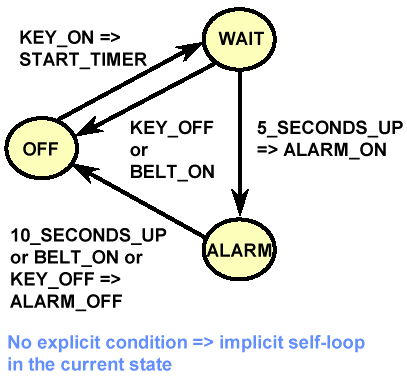 KEY_ON =>
START_TIMER
WAIT
KEY_OFF
or
BELT_ON
5_SECONDS_UP
=> ALARM_ON
OFF
10_SECONDS_UP
or BELT_ON or
KEY_OFF =>
ALARM_OFF
ALARM
No explicit condition => implicit self-loop
in the current state